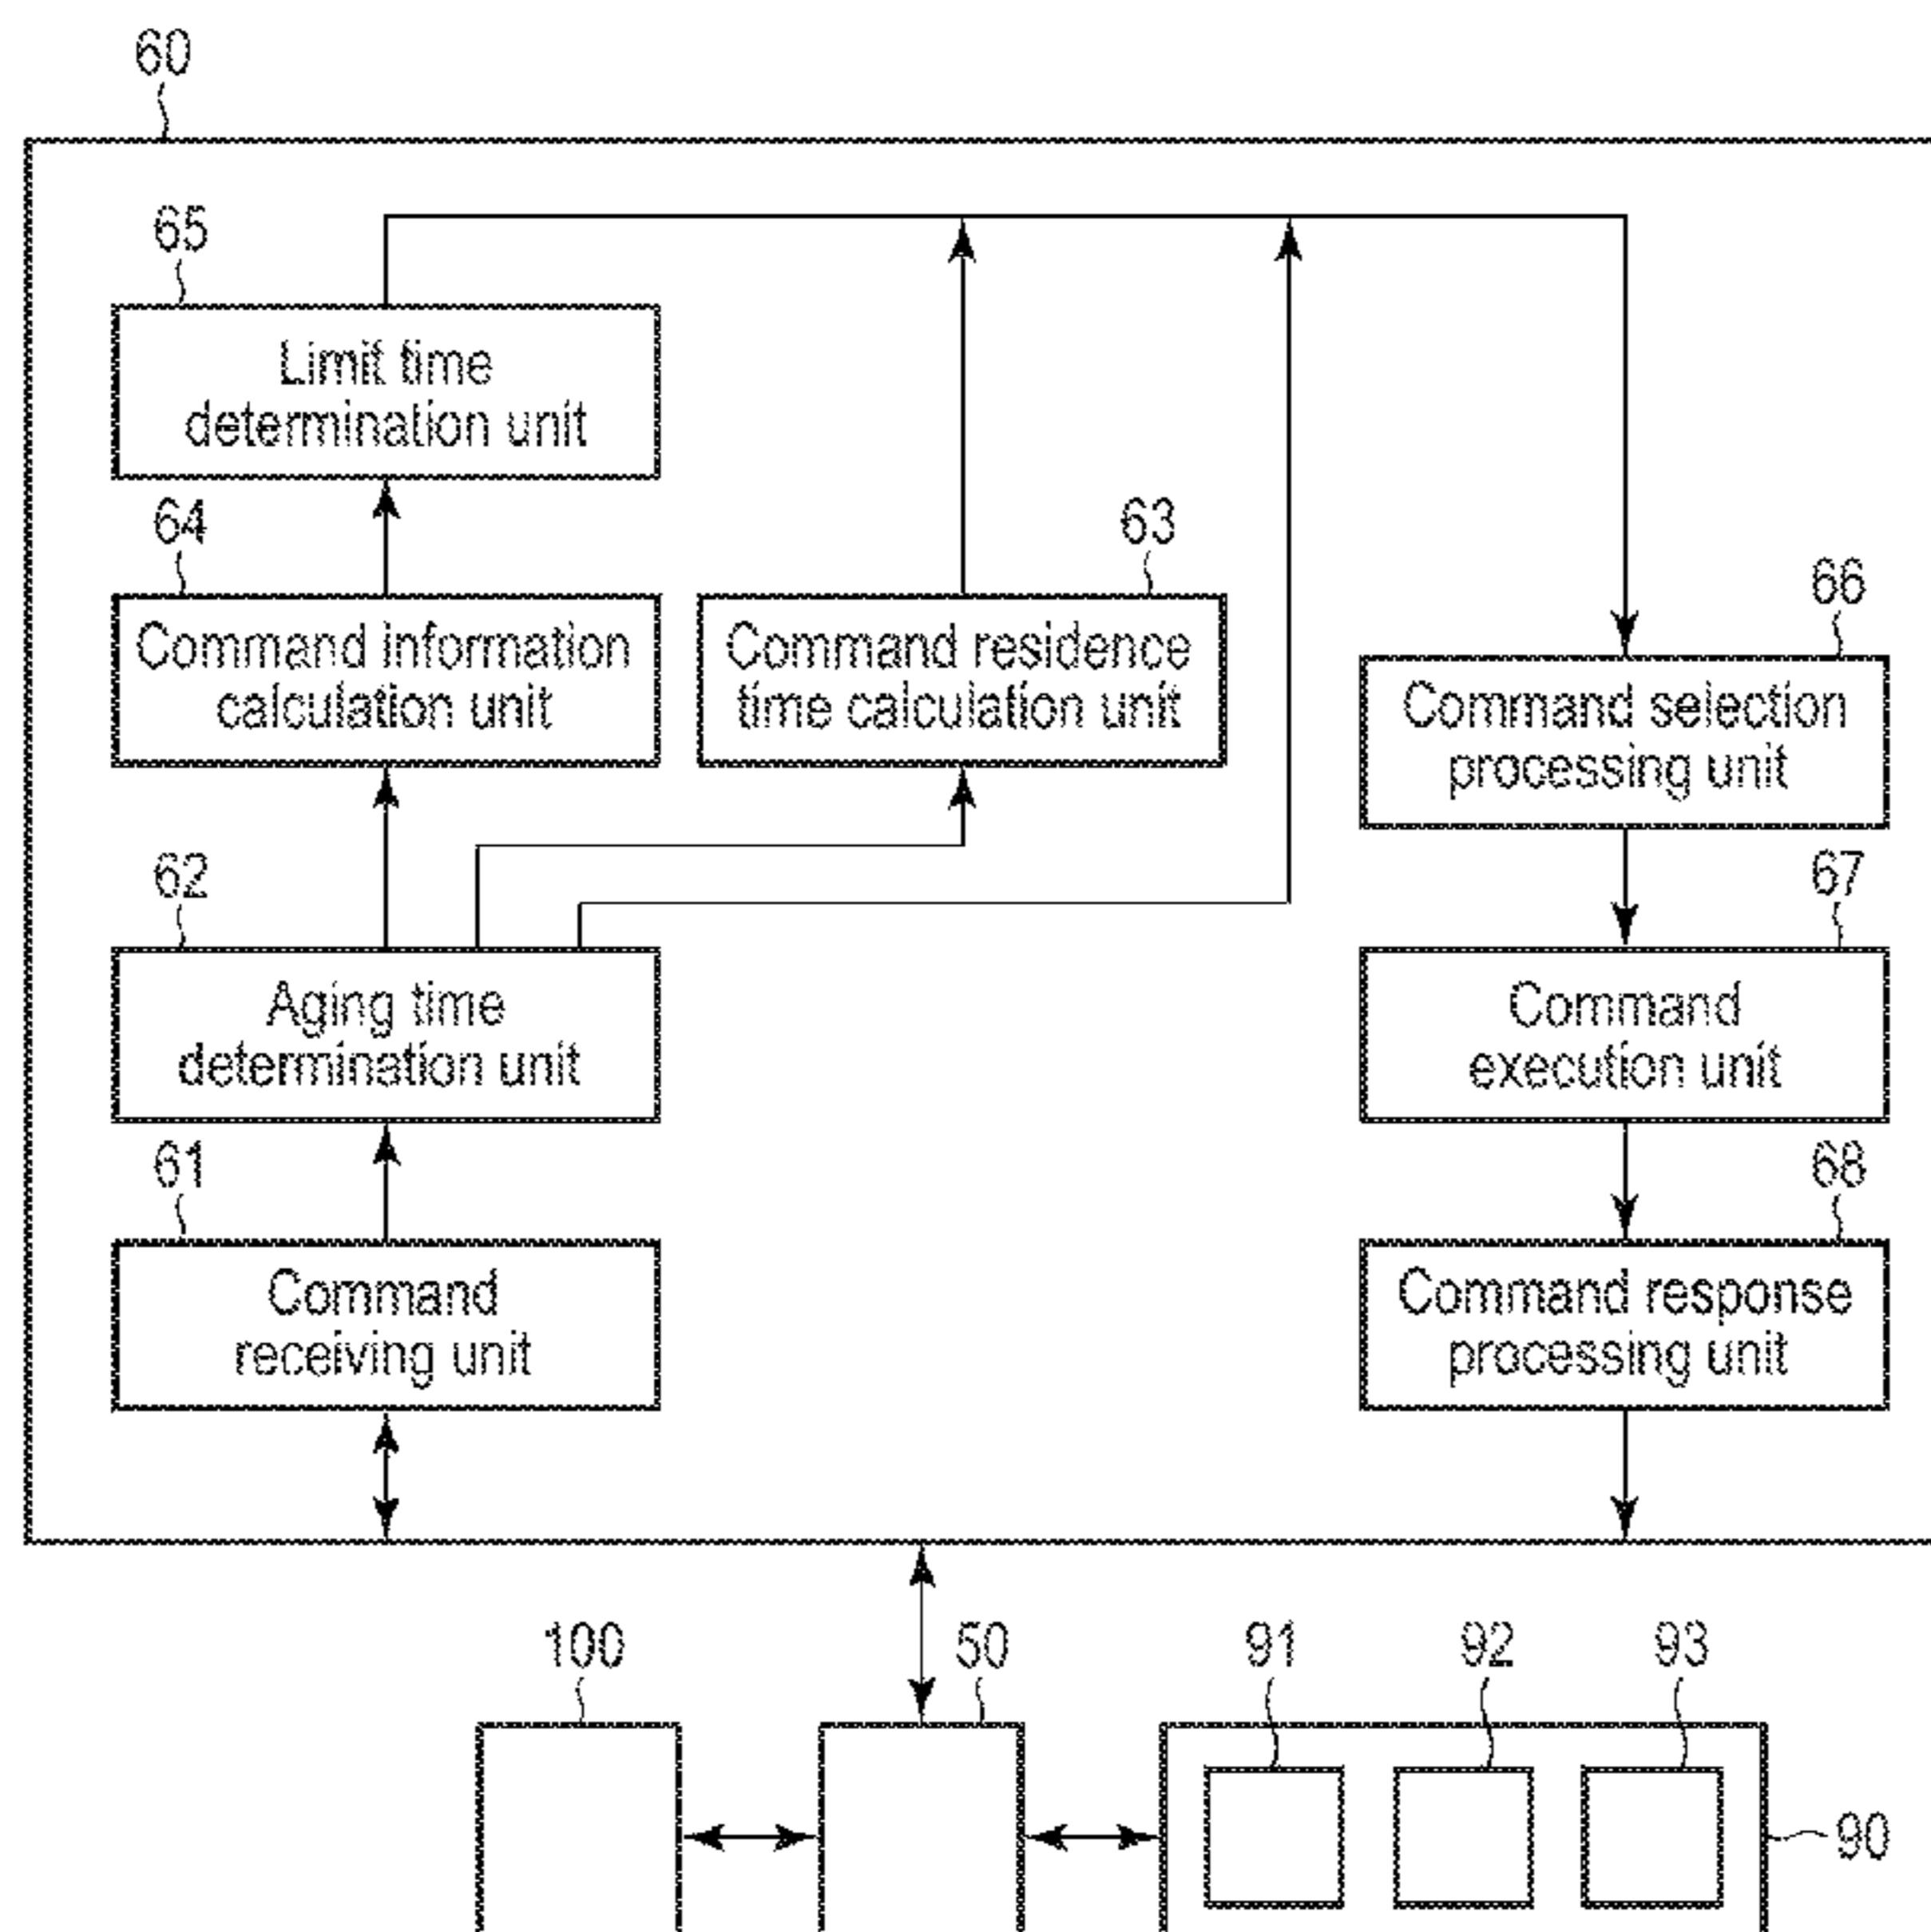 60
65
Limit time
determination unit
64
Command information
calculation unit
63
Command residence
time calculation unit
66
Command selection
processing unit
62
Aging time
determination unit
67
Command
execution unit
61
Command
receiving unit
68
Command response
processing unit
100
50
91
92
93
90